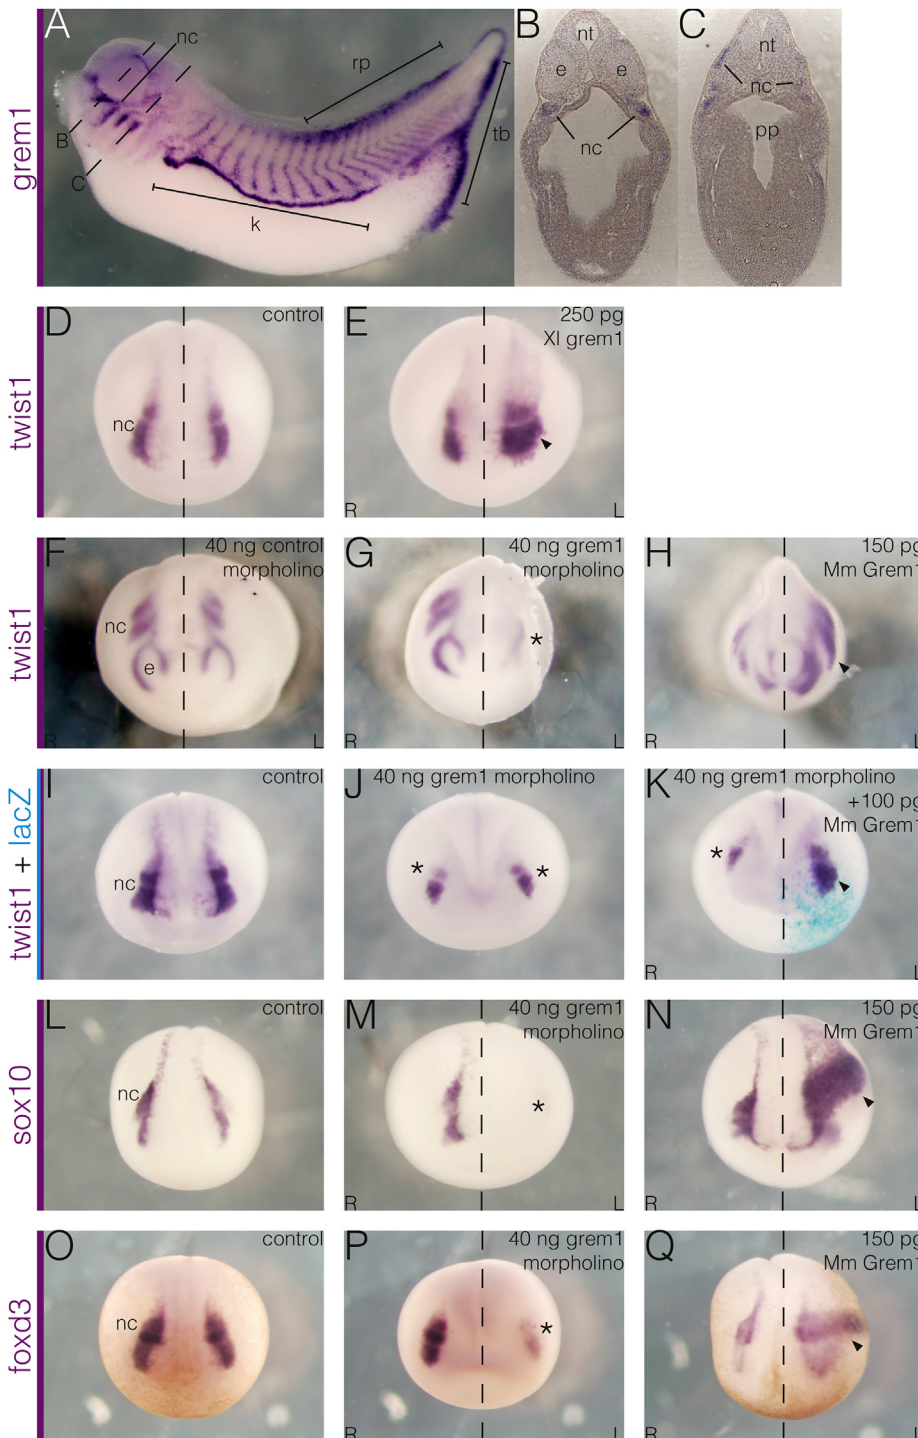 grem1
A
nc
rp
B
C
k
tb
B
nt
e
e
nc
C
nt
nc
pp
twist1
D
control
nc
E
250 pg
Xl grem1
R
L
twist1
F
40 ng control
morpholino
nc
e
R
L
G
40 ng grem1
morpholino
*
R
L
H
150 pg
Mm Grem1
R
L
twist1 + lacZ
I
control
nc
J
40 ng grem1 morpholino
*
*
K
40 ng grem1 morpholino
+100 pg
Mm Grem1
*
R
L
sox10
L
control
nc
M
40 ng grem1
morpholino
*
R
L
N
150 pg
Mm Grem1
R
L
foxd3
O
control
nc
P
40 ng grem1
morpholino
*
R
L
Q
150 pg
Mm Grem1
R
L